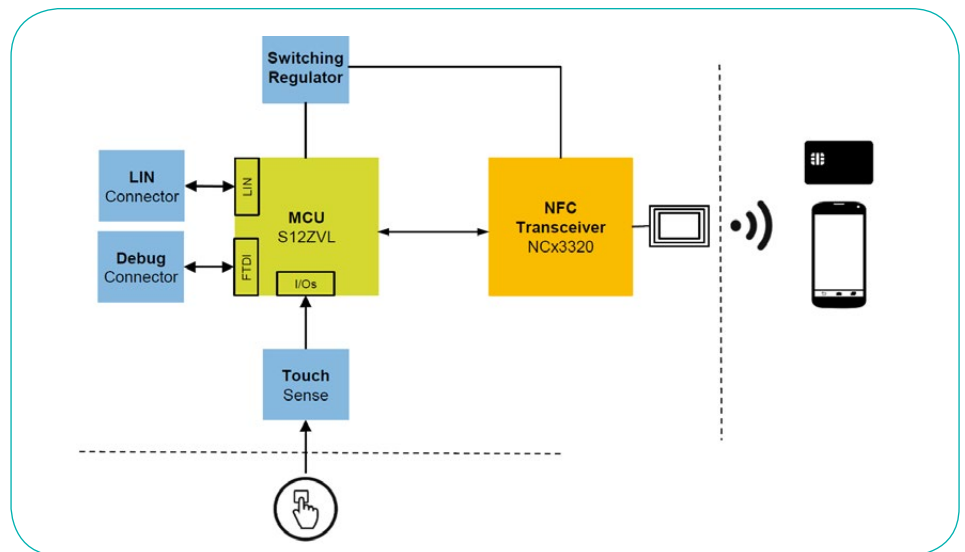 Switching
Regulator
LIN
Connector
LIN
MCU
S12ZVL
NFC
Transceiver
NCx3320
Debug
Connector
FTDI
I/Os
Touch
Sense